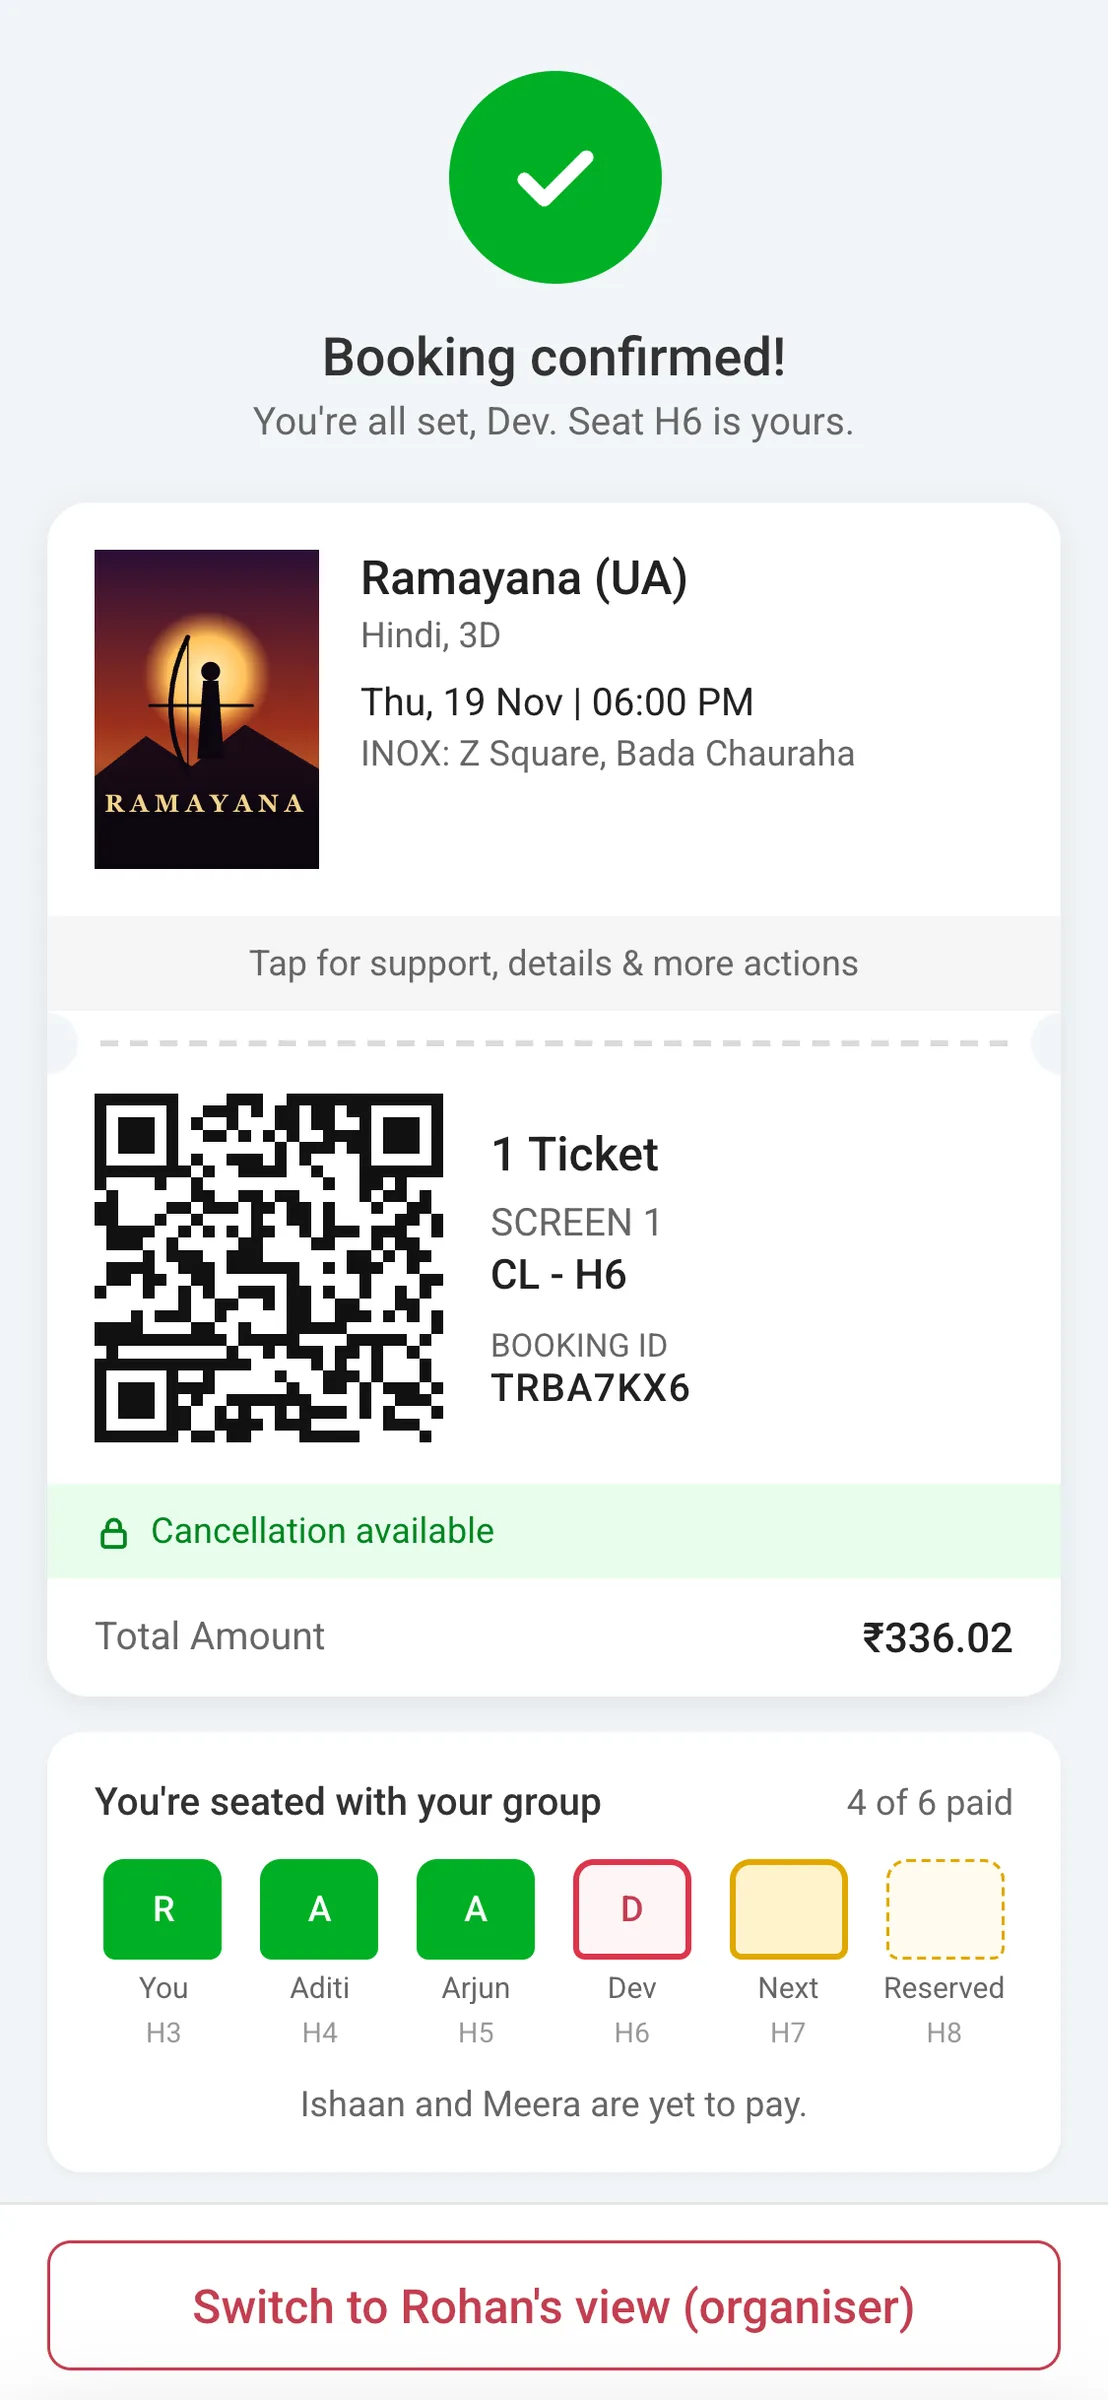 Booking confirmed!
You're all set, Dev. Seat H6 is yours.
RAMAYANA
Ramayana (UA)
Hindi, 3D
Thu, 19 Nov | 06:00 PM
INOX: Z Square, Bada Chauraha
Tap for support, details & more actions
1 Ticket
SCREEN 1
CL - H6
BOOKING ID
TRBA7KX6
Cancellation available
Total Amount ₹336.02
You're seated with your group 4 of 6 paid
R A A D
You Aditi Arjun Dev Next Reserved
H3 H4 H5 H6 H7 H8
Ishaan and Meera are yet to pay.
Switch to Rohan's view (organiser)